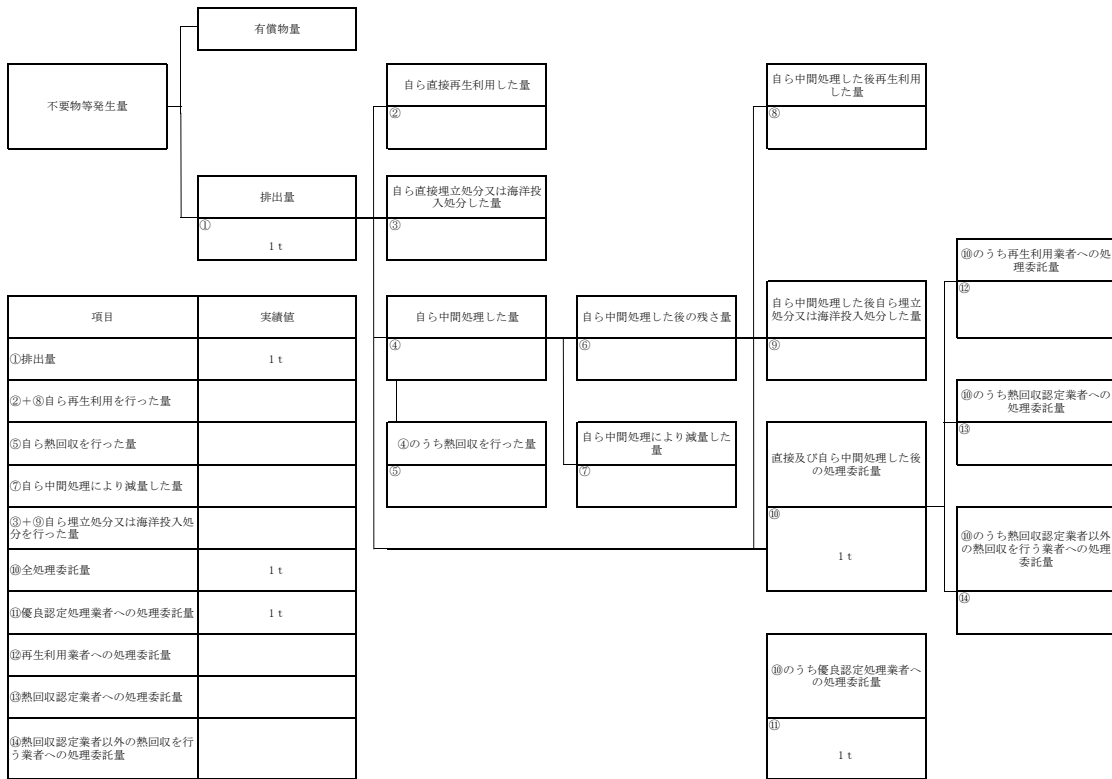 有償物量
不要物等発生量
自ら直接再生利用した量
②
自ら中間処理した後再生利用
した量
⑧
排出量
①
1 t
自ら直接埋立処分又は海洋投
入処分した量
③
⑩のうち再生利用業者への処
理委託量
⑫
項目
実績値
①排出量
1 t
②+⑧自ら再生利用を行った量
⑤自ら熱回収を行った量
⑦自ら中間処理により減量した量
③+⑨自ら埋立処分又は海洋投入処
分を行った量
⑩全処理委託量
1 t
⑪優良認定処理業者への処理委託量
1 t
⑫再生利用業者への処理委託量
⑬熱回収認定業者への処理委託量
⑭熱回収認定業者以外の熱回収を行
う業者への処理委託量
自ら中間処理した量
④
自ら中間処理した後の残さ量
⑥
自ら中間処理した後自ら埋立
処分又は海洋投入処分した量
⑨
④のうち熱回収を行った量
⑤
自ら中間処理により減量した
量
⑦
直接及び自ら中間処理した後
の処理委託量
⑩
1 t
⑩のうち熱回収認定業者への
処理委託量
⑬
⑩のうち熱回収認定業者以外
の熱回収を行う業者への処理
委託量
⑭
⑩のうち優良認定処理業者へ
の処理委託量
⑪
1 t